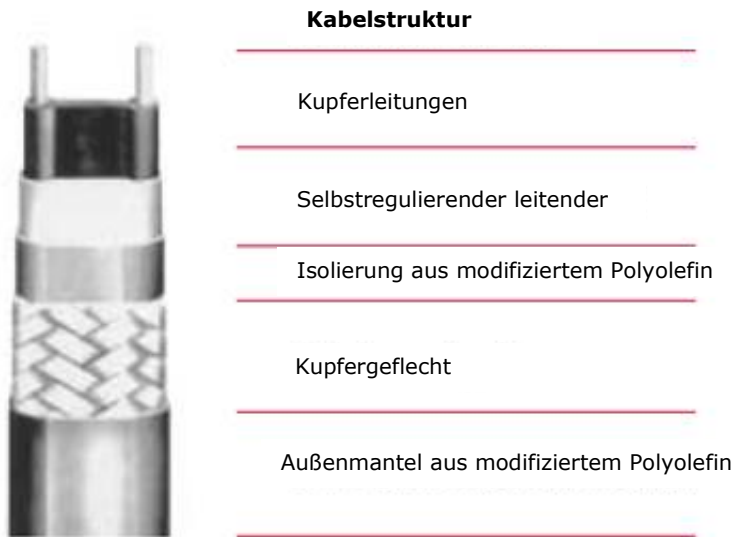 Kabelstruktur
Kupferleitungen
Selbstregulierender leitender
Isolierung aus modifiziertem Polyolefin
Kupfergeflecht
Außenmantel aus modifiziertem Polyolefin